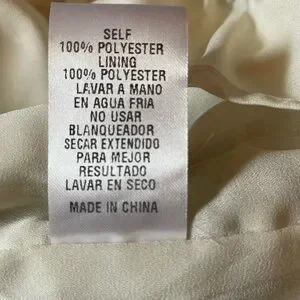 SELF
100% POLYESTER
LINING
100% POLYESTER
LAVAR A MANO
EN AGUA FRIA
NO USAR
BLANQUEADOR
SECAR EXTENDIDO
PARA MEJOR
RESULTADO
LAVAR EN SECO
MADE IN CHINA